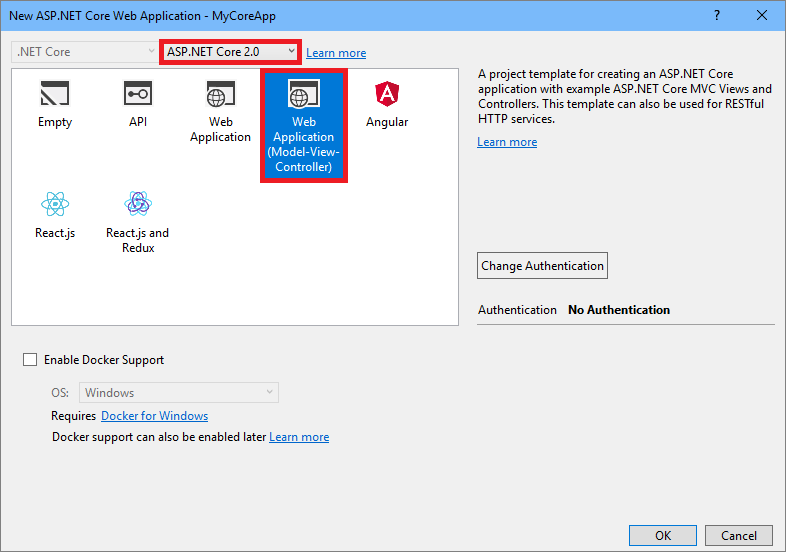 New ASP.NET Core Web Application - MyCoreApp
?
.NET Core
ASP.NET Core 2.0
Learn more
Empty
API
Web
Application
Web
Application
(Model-View-
Controller)
Angular
React.js
React.js and
Redux
A project template for creating an ASP.NET Core
application with example ASP.NET Core MVC Views and
Controllers. This template can also be used for RESTful
HTTP services.
Learn more
Change Authentication
Authentication No Authentication
Enable Docker Support
OS: Windows
Requires Docker for Windows
Docker support can also be enabled later Learn more
OK
Cancel